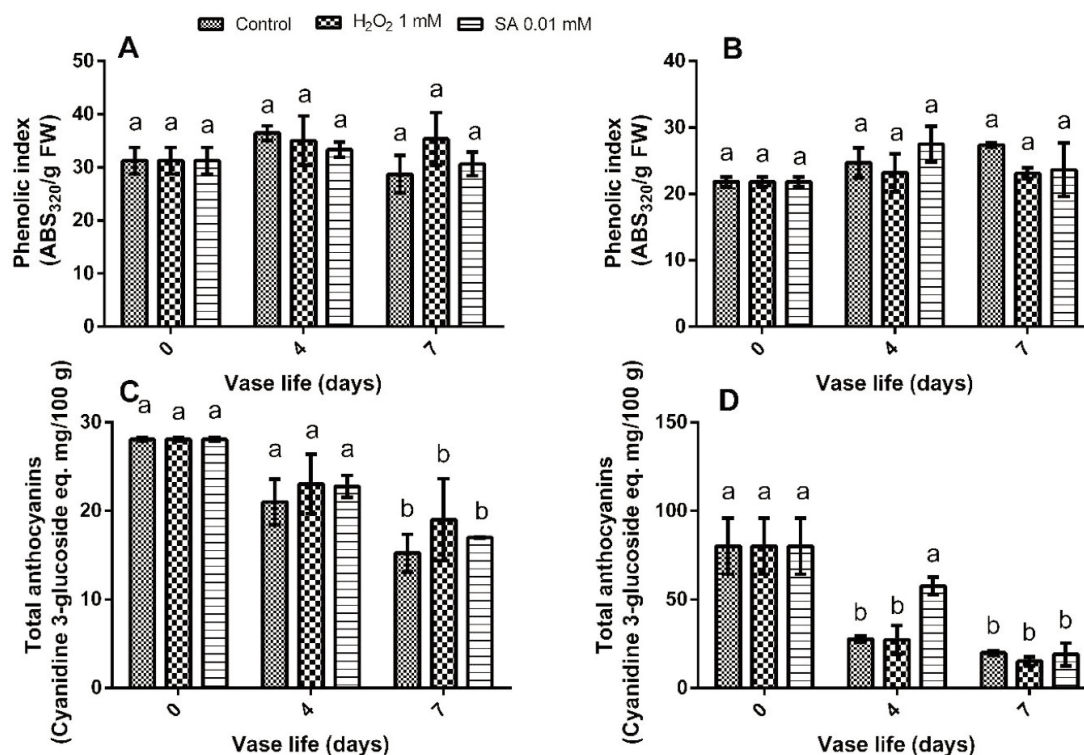 Control H₂O₂ 1 mM SA 0.01 mM
A
Phenolic index
(ABS₃₂₀/g FW)
50
40
30
20
10
0
a a a a a a a a a
0 4 7
Vase life (days)
B
Phenolic index
(ABS₃₂₀/g FW)
40
30
20
10
0
a a a a a a a a a
0 4 7
Vase life (days)
C
Total anthocyanins
(Cyanidine 3-glucoside eq. mg/100 g)
30
20
10
0
a a a a a a b b b
0 4 7
Vase life (days)
D
Total anthocyanins
(Cyanidine 3-glucoside eq. mg/100 g)
150
100
50
0
a a a b b a b b b
0 4 7
Vase life (days)